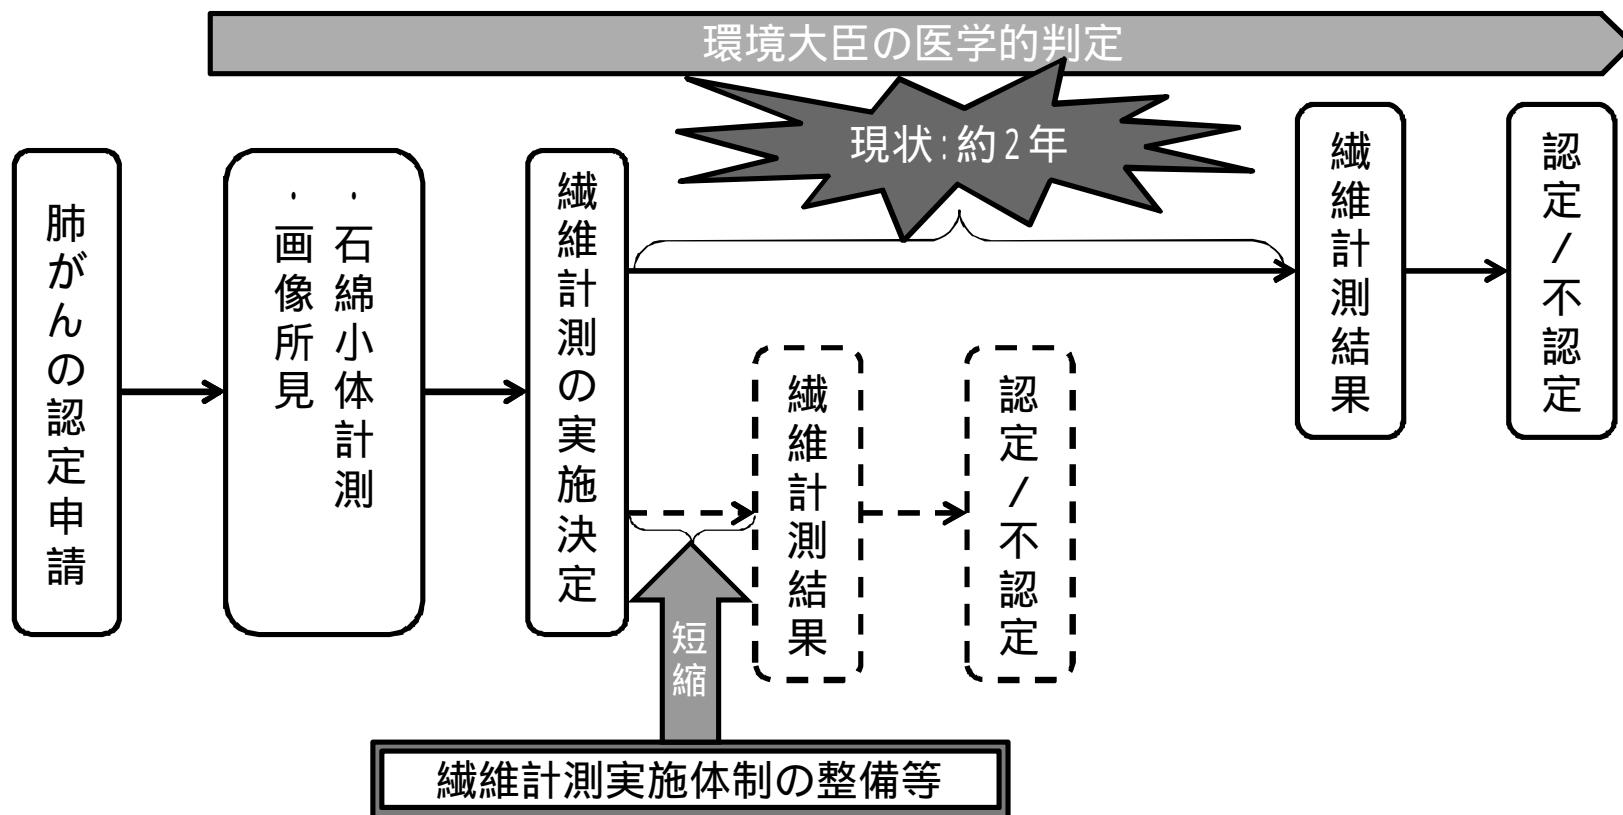 環境大臣の医学的判定
現状:約2年
肺がんの認定申請
・石綿小体計測
・画像所見
繊維計測の実施決定
繊維計測結果
認定/不認定
繊維計測結果
認定/不認定
短縮
繊維計測実施体制の整備等